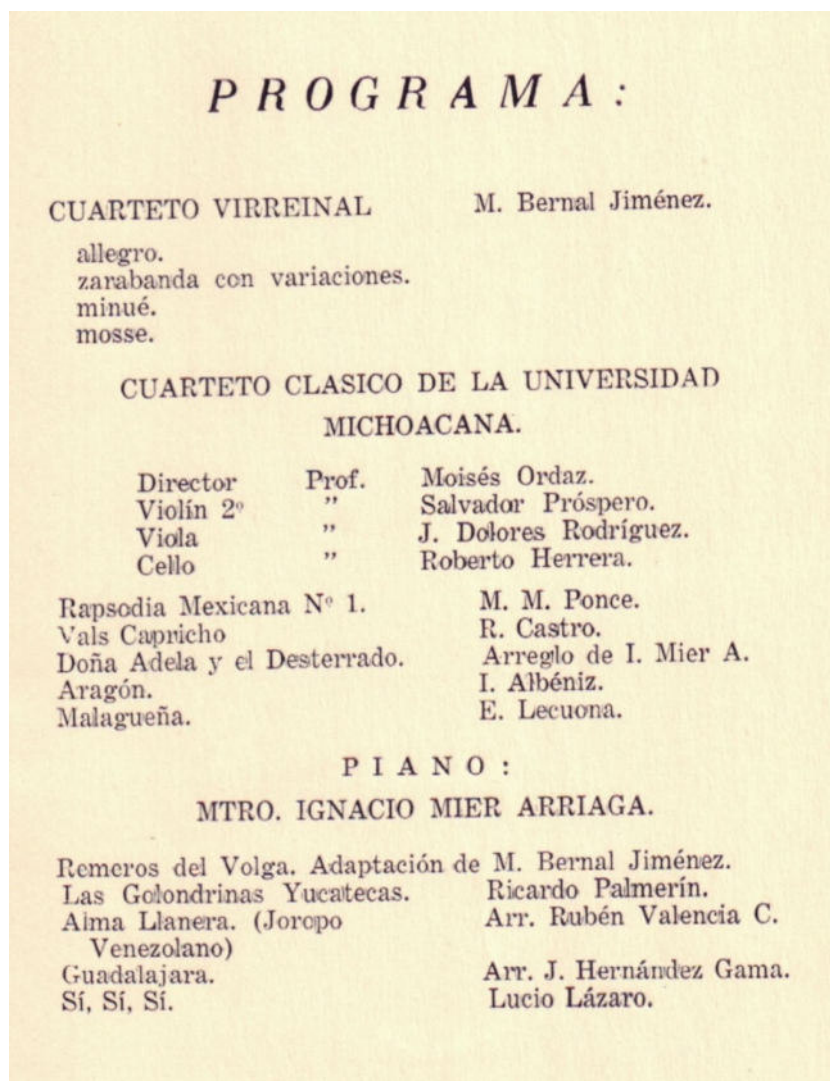 PROGRAMA:
CUARTETO VIRREINAL M. Bernal Jiménez.
allegro.
zarabanda con variaciones.
minué.
mosse.
CUARTETO CLASICO DE LA UNIVERSIDAD
MICHOACANA.
Director Prof. Moisés Ordaz.
Violín 2º " Salvador Próspero.
Viola " J. Dolores Rodríguez.
Cello " Roberto Herrera.
Rapsodia Mexicana Nº 1. M. M. Ponce.
Vals Capricho R. Castro.
Doña Adela y el Desterrado. Arreglo de I. Mier A.
Aragón. I. Albéniz.
Malagueña. E. Lecuona.
PIANO:
MTRO. IGNACIO MIER ARRIAGA.
Remeros del Volga. Adaptación de M. Bernal Jiménez.
Las Golondrinas Yucatecas. Ricardo Palmerín.
Alma Llanera. (Joropo Arr. Rubén Valencia C.
Venezolano)
Guadalajara. Arr. J. Hernández Gama.
Sí, Sí, Sí. Lucio Lázaro.